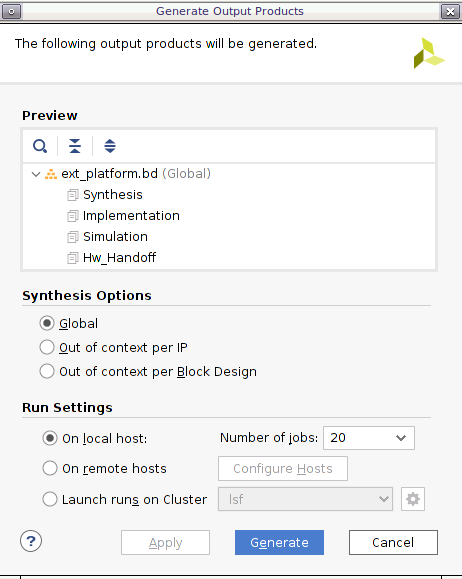 Generate Output Products
The following output products will be generated.
Preview
ext_platform.bd (Global)
Synthesis
Implementation
Simulation
Hw_Handoff
Synthesis Options
Global
Out of context per IP
Out of context per Block Design
Run Settings
On local host: Number of jobs: 20
On remote hosts Configure Hosts
Launch runs on Cluster lsf
? Apply Generate Cancel